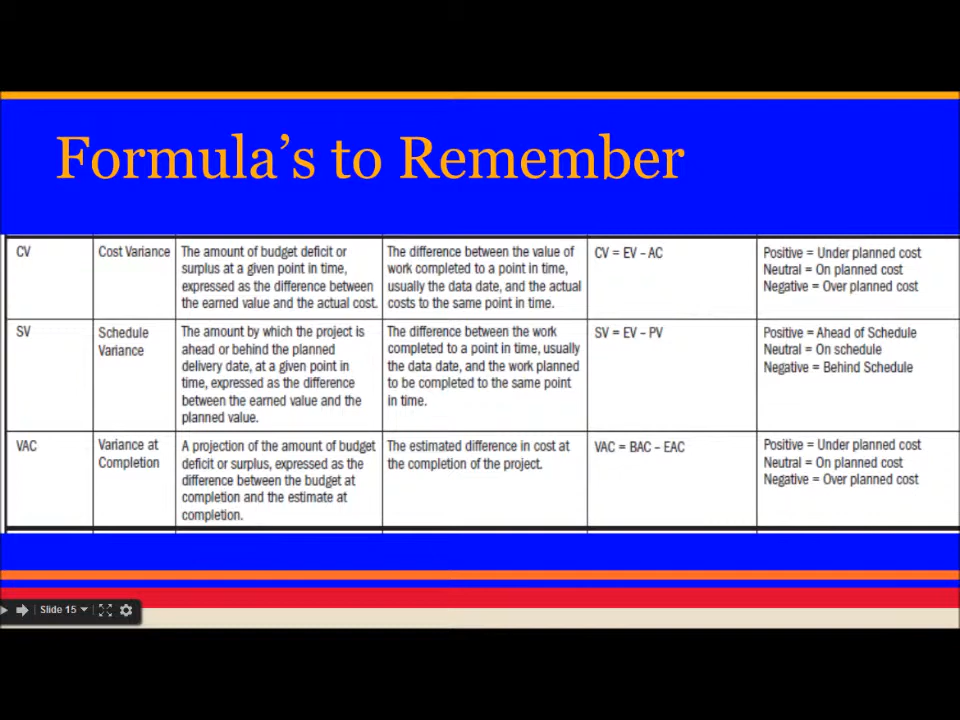 Formula's to Remember
CV
Cost Variance
The amount of budget deficit or
surplus at a given point in time,
expressed as the difference between
the earned value and the actual cost.
The difference between the value of
work completed to a point in time,
usually the data date, and the actual
costs to the same point in time.
CV = EV – AC
Positive = Under planned cost
Neutral = On planned cost
Negative = Over planned cost
SV
Schedule
Variance
The amount by which the project is
ahead or behind the planned
delivery date, at a given point in
time, expressed as the difference
between the earned value and the
planned value.
The difference between the work
completed to a point in time, usually
the data date, and the work planned
to be completed to the same point
in time.
SV = EV – PV
Positive = Ahead of Schedule
Neutral = On schedule
Negative = Behind Schedule
VAC
Variance at
Completion
A projection of the amount of budget
deficit or surplus, expressed as the
difference between the budget at
completion and the estimate at
completion.
The estimated difference in cost at
the completion of the project.
VAC = BAC – EAC
Positive = Under planned cost
Neutral = On planned cost
Negative = Over planned cost
Slide 15